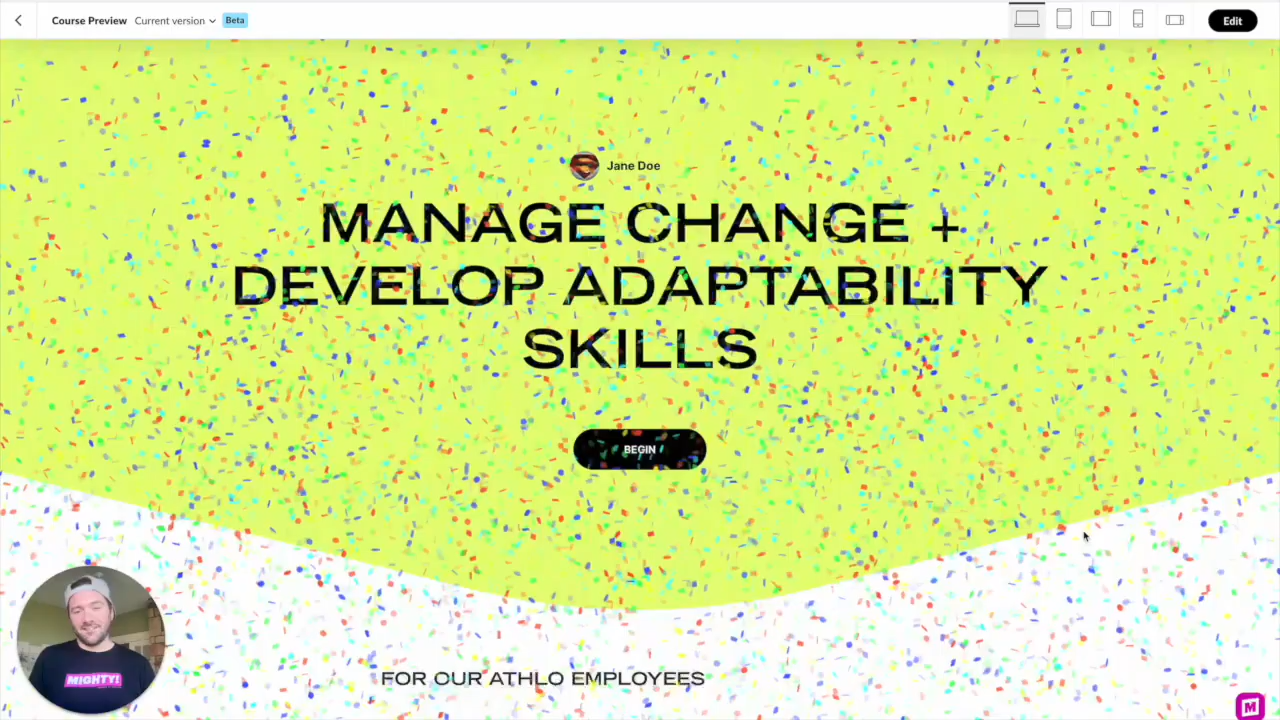 Course Preview Current version Beta Edit
Jane Doe
MANAGE CHANGE +
DEVELOP ADAPTABILITY
SKILLS
BEGIN
FOR OUR ATHLO EMPLOYEES
MIGHTY!
M